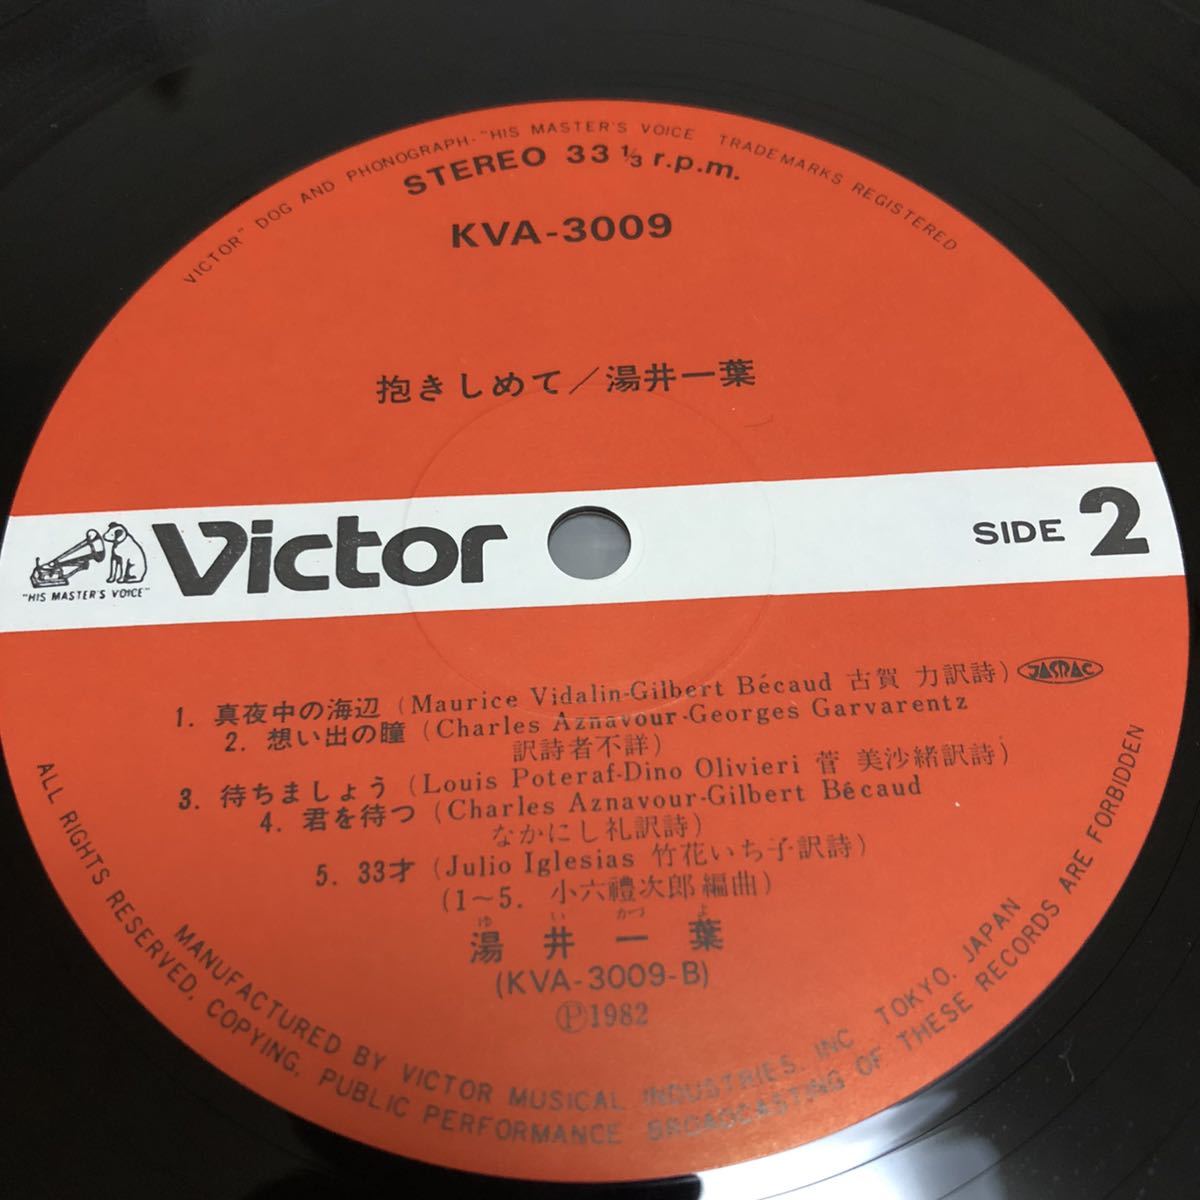 VICTOR" DOG AND PHONOGRAPH-"HIS MASTER'S VOICE TRADEMARKS REGISTERED
STEREO 33 1/3 r.p.m.
KVA-3009
抱きしめて／湯井一葉
"HIS MASTER'S VOICE"
Victor
SIDE 2
1. 真夜中の海辺 (Maurice Vidalin-Gilbert Bécaud 古賀 力訳詩) JASRAC
2. 想い出の瞳 (Charles Aznavour-Georges Garvarentz
訳詩者不詳)
3. 待ちましょう (Louis Poteraf-Dino Olivieri 菅 美沙緒訳詩)
4. 君を待つ (Charles Aznavour-Gilbert Bécaud
なかにし礼訳詩)
5. 33才 (Julio Iglesias 竹花いち子訳詩)
(1～5. 小六禮次郎編曲)
ゆ い かつ よ
湯 井 一 葉
(KVA-3009-B)
Ⓟ1982
MANUFACTURED BY VICTOR MUSICAL INDUSTRIES, INC. TOKYO, JAPAN
ALL RIGHTS RESERVED, COPYING, PUBLIC PERFORMANCE BROADCASTING OF THESE RECORDS ARE FORBIDDEN